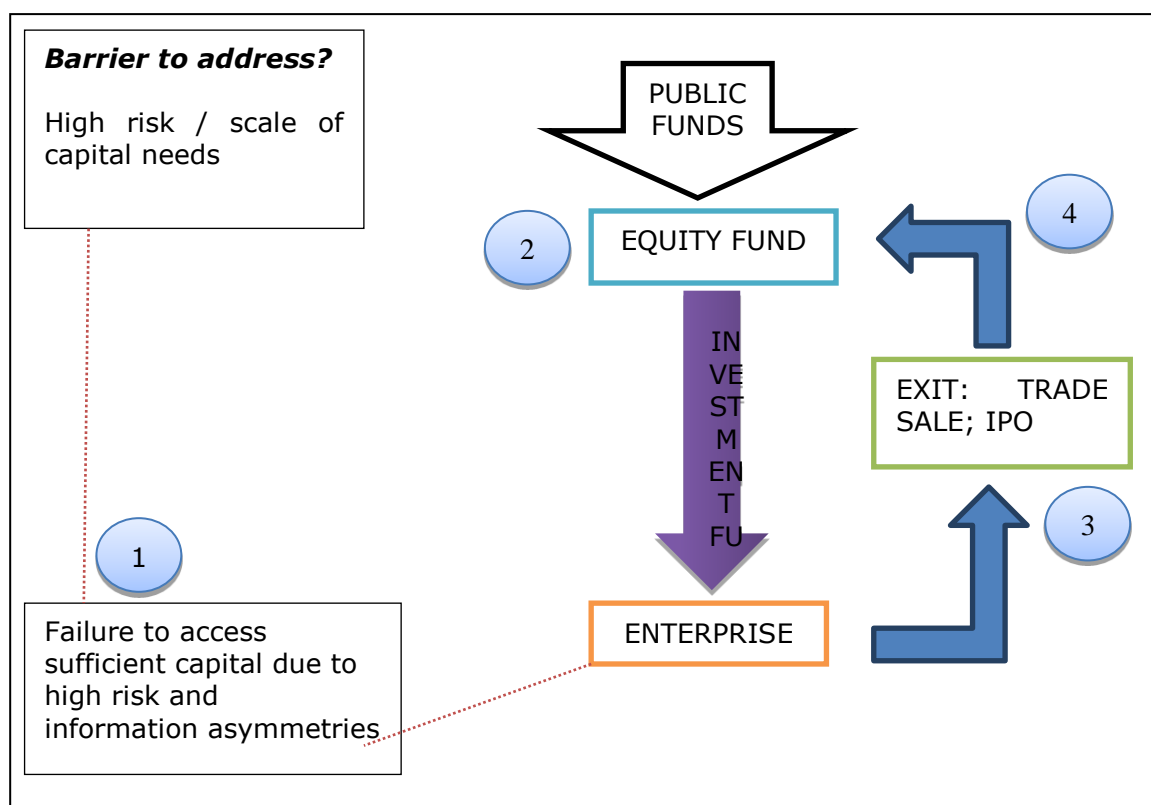 Barrier to address?
High risk / scale of
capital needs
PUBLIC
FUNDS
4
2
EQUITY FUND
IN
VE
ST
M
EN
T
FU
EXIT: TRADE
SALE; IPO
3
1
Failure to access
sufficient capital due to
high risk and
information asymmetries
ENTERPRISE